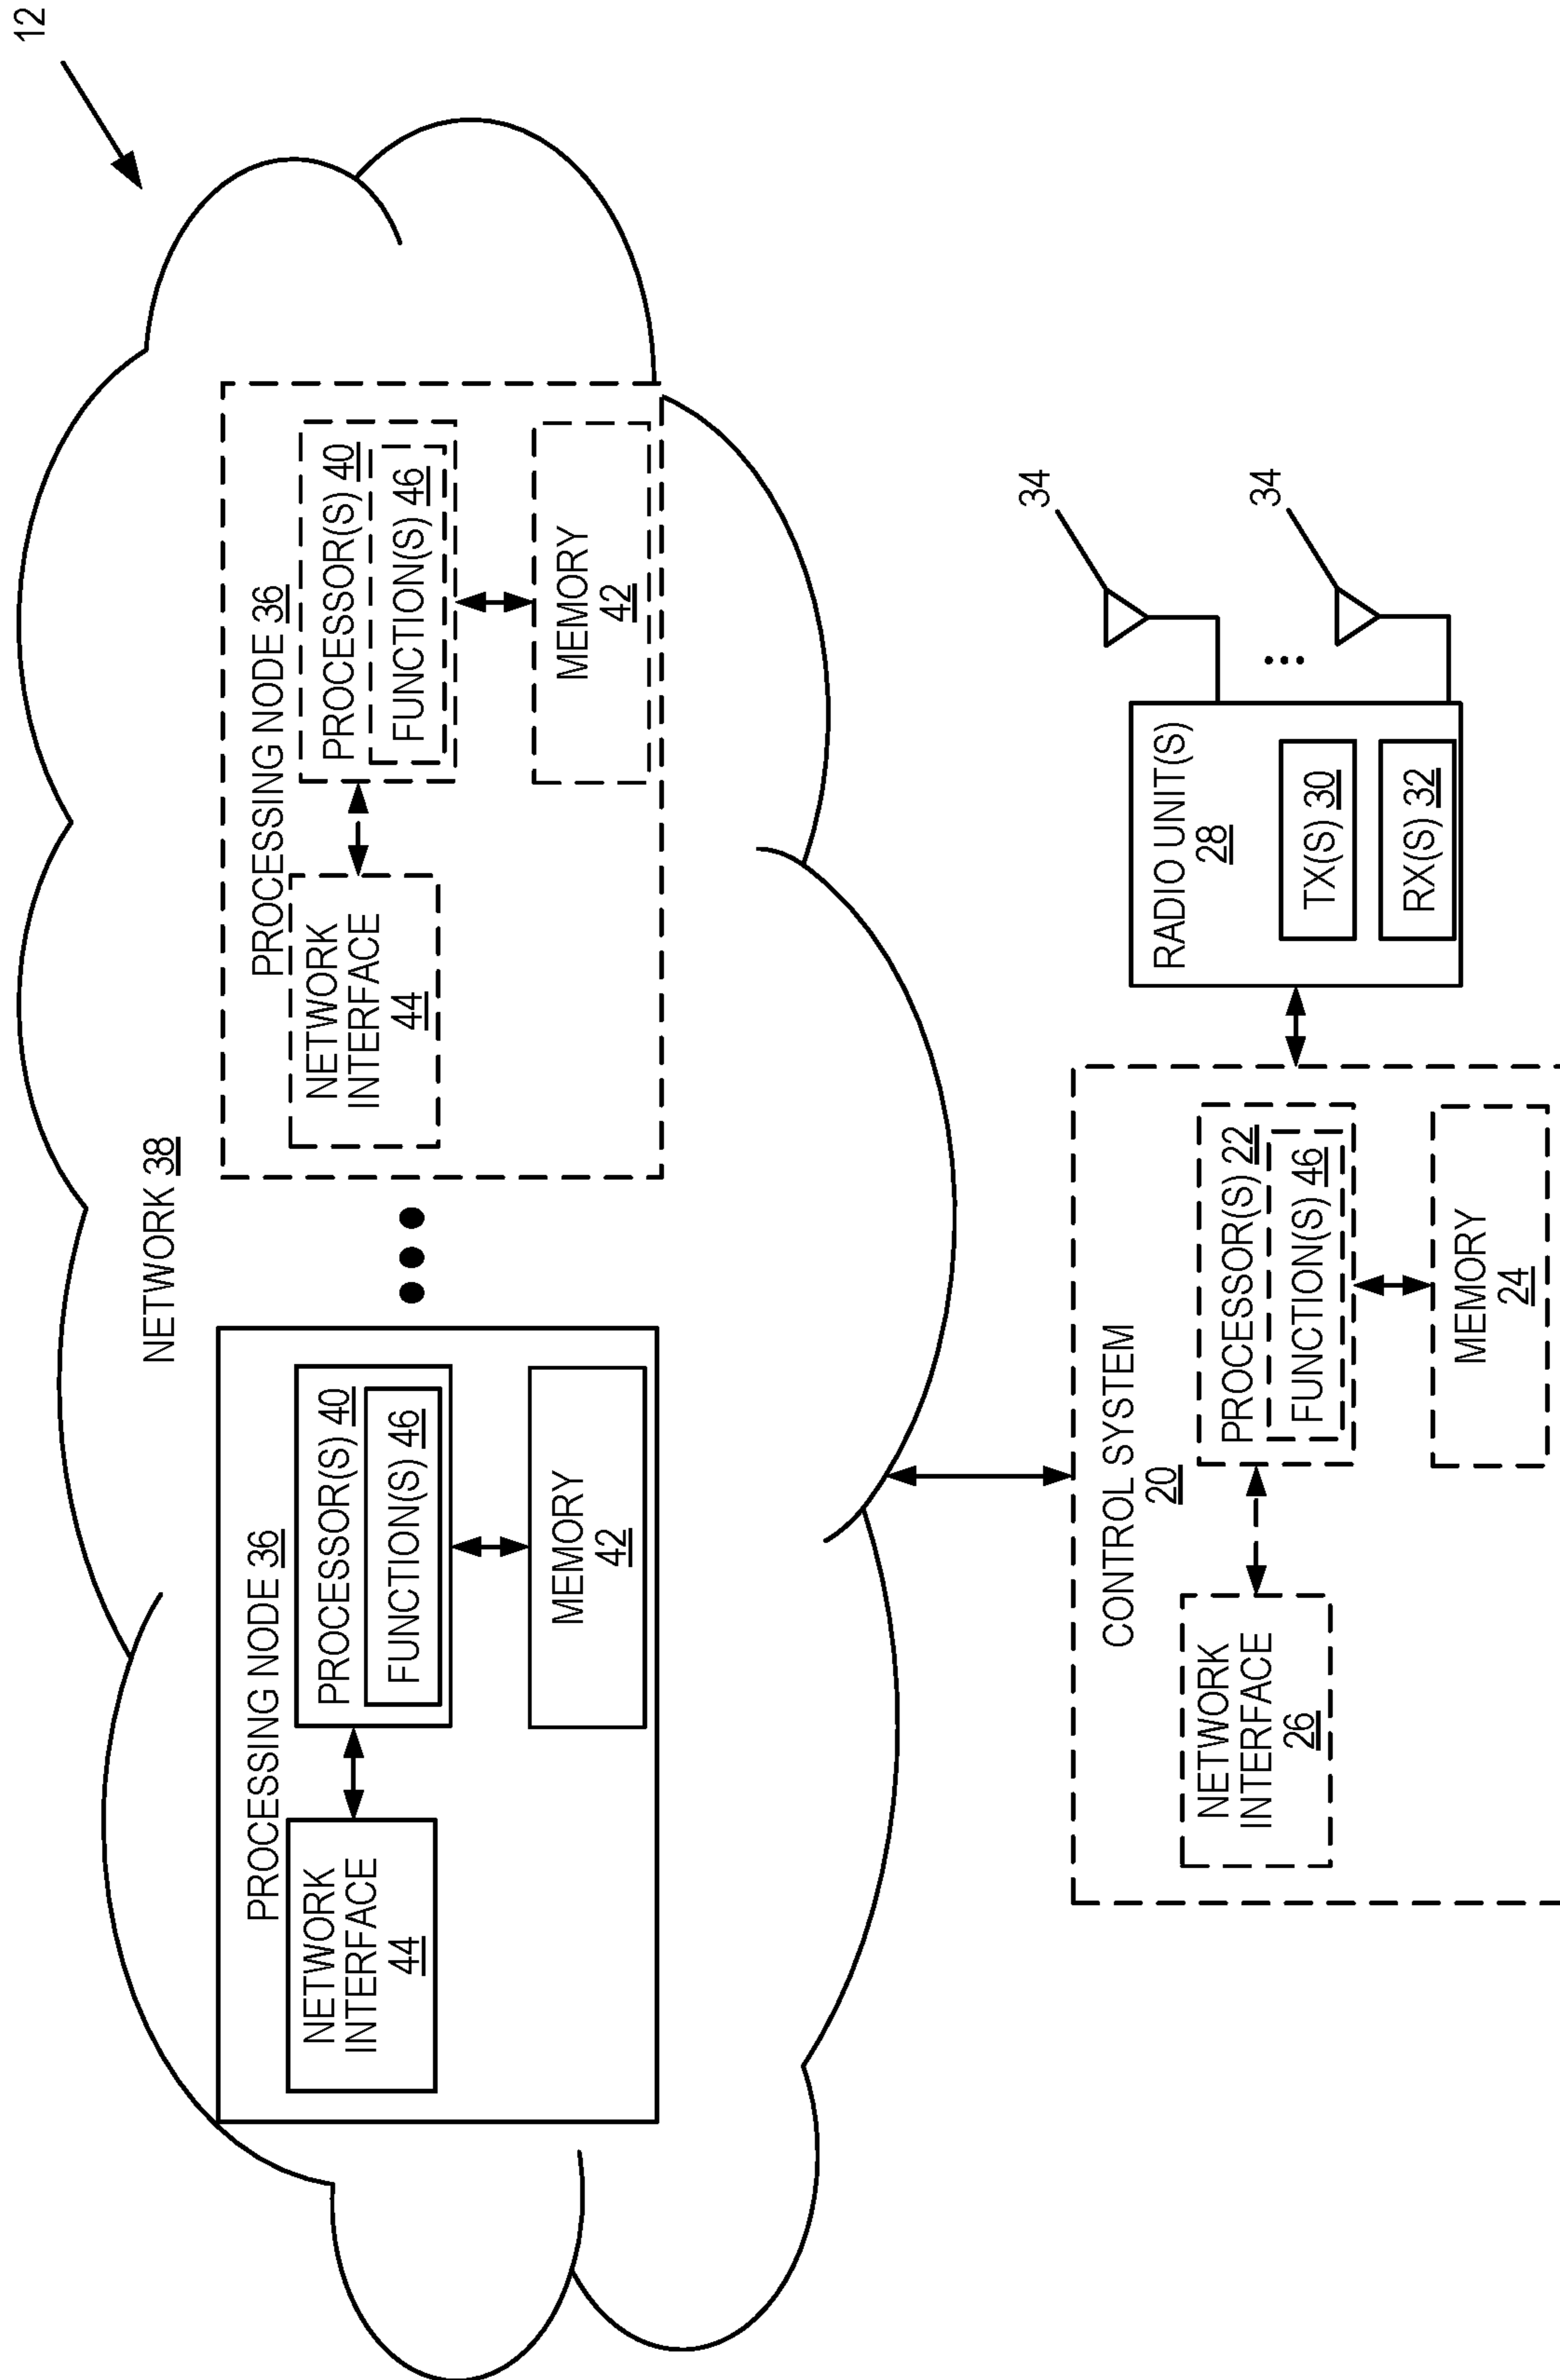 12
NETWORK 38
PROCESSING NODE 36
NETWORK
INTERFACE
44
PROCESSOR(S) 40
FUNCTION(S) 46
MEMORY
42
PROCESSING NODE 36
NETWORK
INTERFACE
44
PROCESSOR(S) 40
FUNCTION(S) 46
MEMORY
42
CONTROL SYSTEM
20
NETWORK
INTERFACE
26
PROCESSOR(S) 22
FUNCTION(S) 46
MEMORY
24
RADIO UNIT(S)
28
TX(S) 30
RX(S) 32
34
34